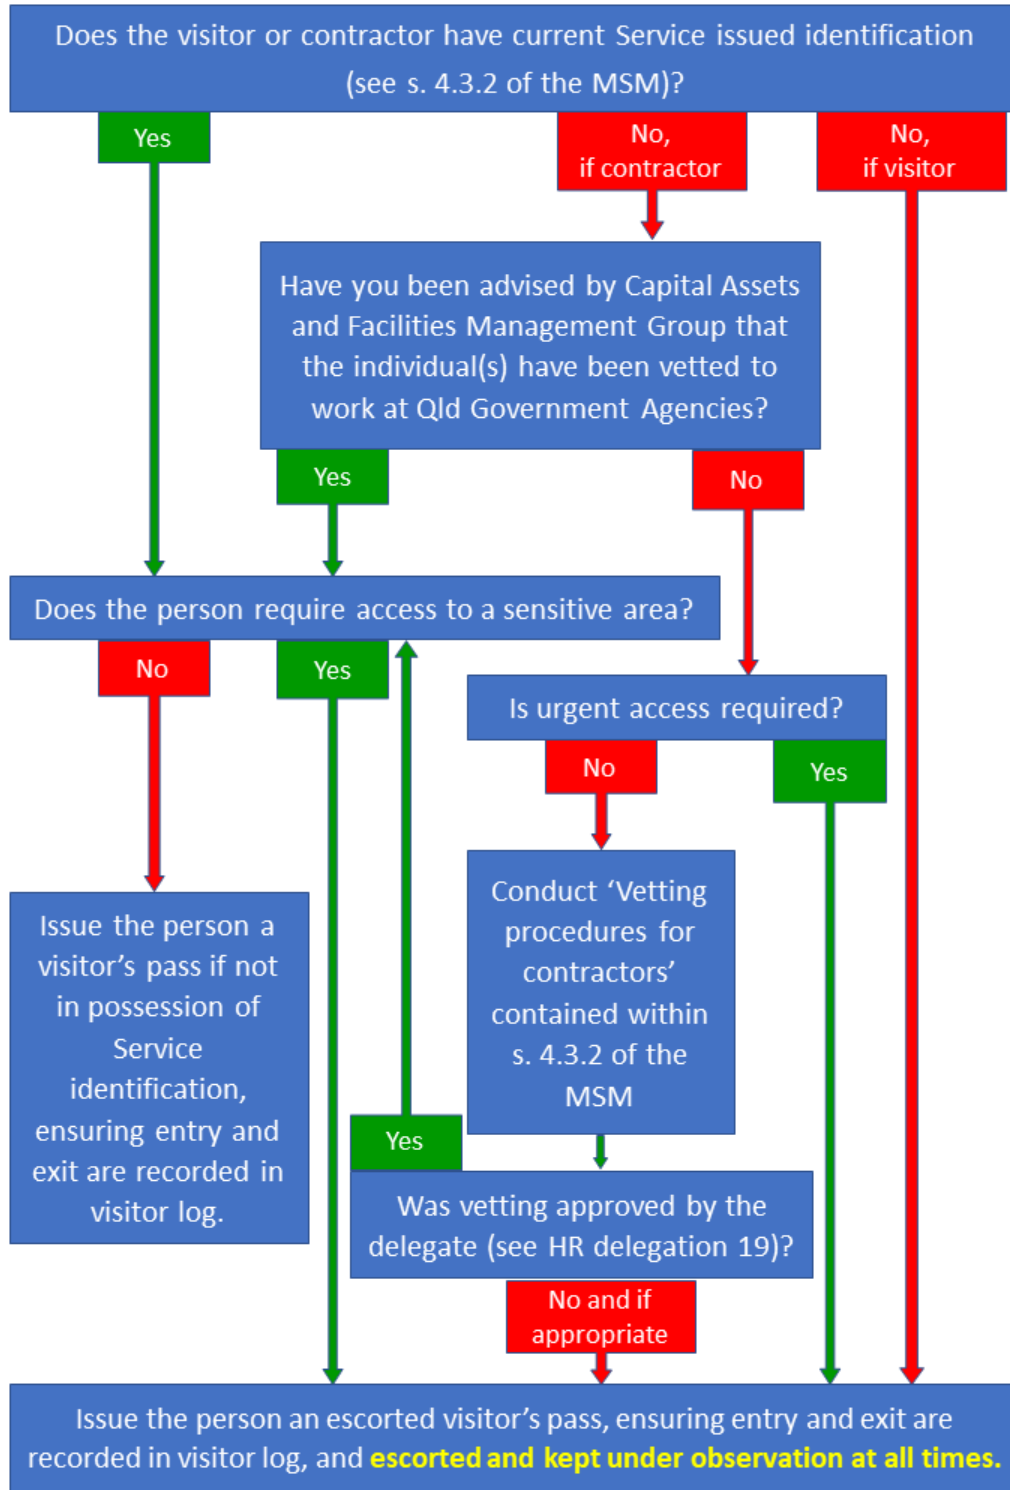 Does the visitor or contractor have current Service issued identification
(see s. 4.3.2 of the MSM)?
Yes
No,
if contractor
No,
if visitor
Have you been advised by Capital Assets
and Facilities Management Group that
the individual(s) have been vetted to
work at Qld Government Agencies?
Yes
No
Does the person require access to a sensitive area?
No
Yes
Is urgent access required?
No
Yes
Issue the person a
visitor’s pass if not
in possession of
Service
identification,
ensuring entry and
exit are recorded in
visitor log.
Conduct ‘Vetting
procedures for
contractors’
contained within
s. 4.3.2 of the
MSM
Yes
Was vetting approved by the
delegate (see HR delegation 19)?
No and if
appropriate
Issue the person an escorted visitor’s pass, ensuring entry and exit are
recorded in visitor log, and escorted and kept under observation at all times.